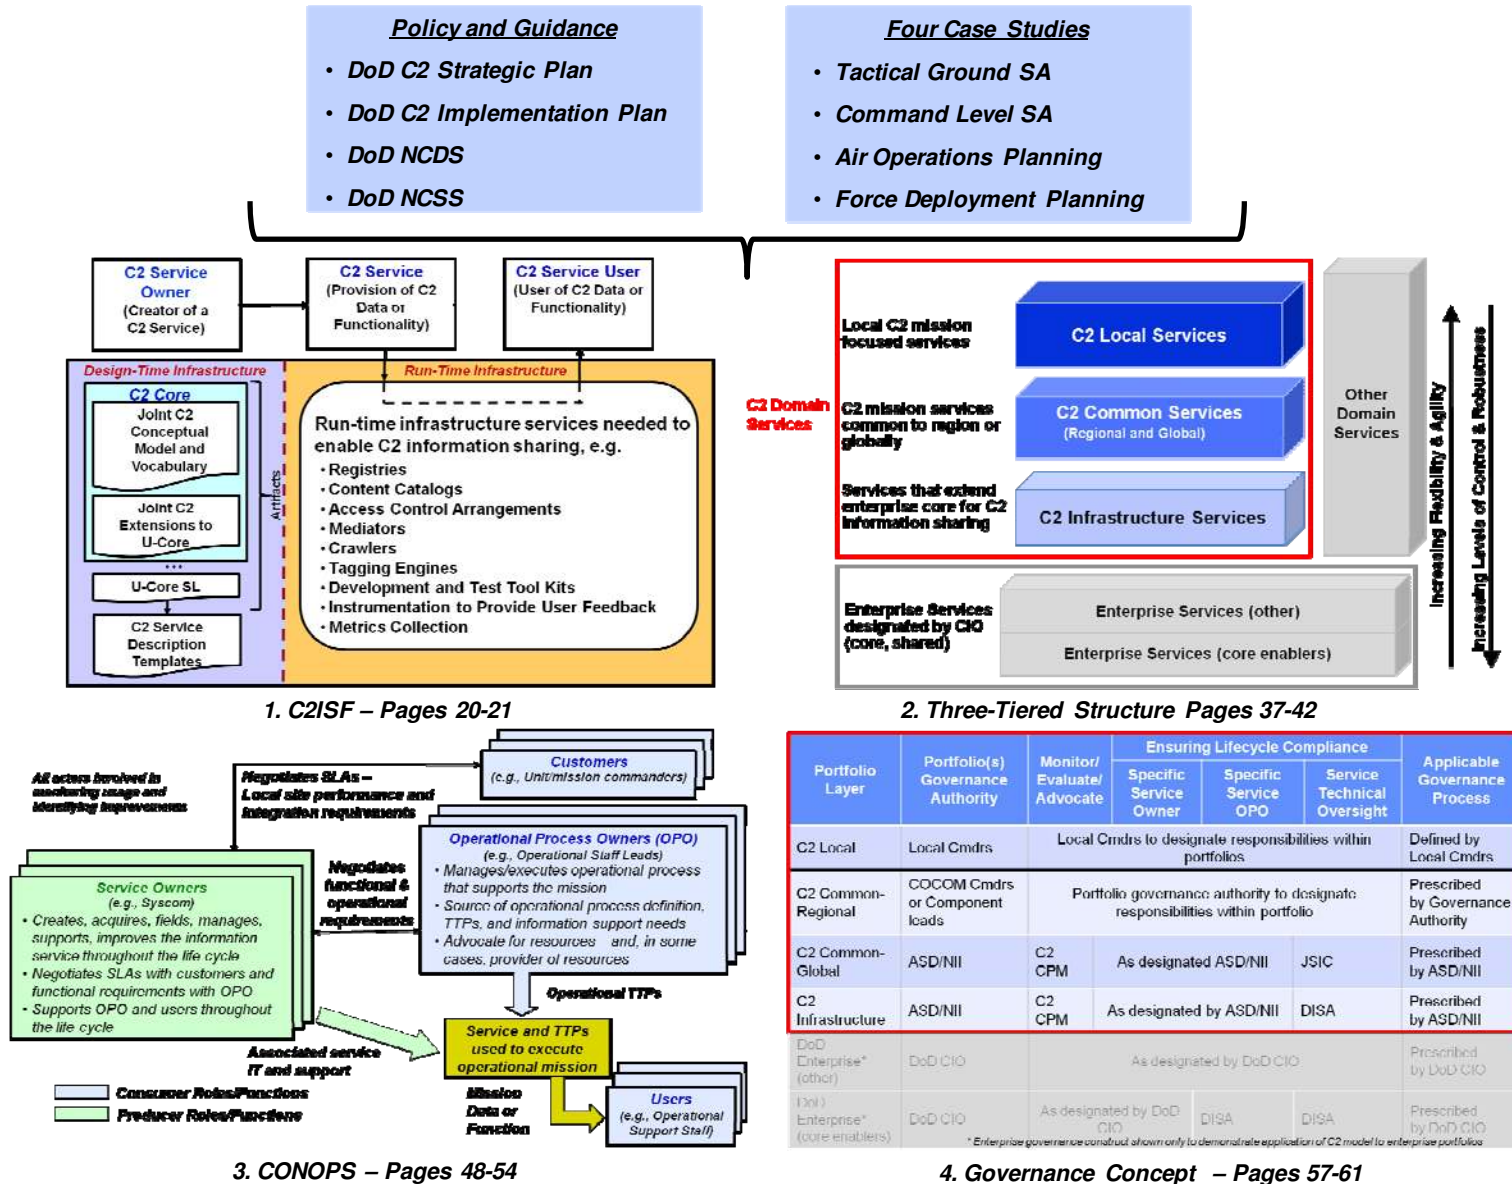 Policy and Guidance
• DoD C2 Strategic Plan
• DoD C2 Implementation Plan
• DoD NCDS
• DoD NCSS
Four Case Studies
• Tactical Ground SA
• Command Level SA
• Air Operations Planning
• Force Deployment Planning
C2 Service
Owner
(Creator of a
C2 Service)
C2 Service
(Provision of C2
Data or
Functionality)
C2 Service User
(User of C2 Data or
Functionality)
Design-Time Infrastructure
Run-Time Infrastructure
C2 Core
Joint C2
Conceptual
Model and
Vocabulary
Joint C2
Extensions to
U-Core
...
U-Core SL
C2 Service
Description
Templates
Artifacts
Run-time infrastructure services needed to
enable C2 information sharing, e.g.
• Registries
• Content Catalogs
• Access Control Arrangements
• Mediators
• Crawlers
• Tagging Engines
• Development and Test Tool Kits
• Instrumentation to Provide User Feedback
• Metrics Collection
1. C2ISF – Pages 20-21
C2 Domain
Services
Local C2 mission
focused services
C2 Local Services
C2 mission services
common to region or
globally
C2 Common Services
(Regional and Global)
Services that extend
enterprise core for C2
information sharing
C2 Infrastructure Services
Other
Domain
Services
Enterprise Services
designated by CIO
(core, shared)
Enterprise Services (other)
Enterprise Services (core enablers)
Increasing Flexibility & Agility
Increasing Levels of Control & Robustness
2. Three-Tiered Structure Pages 37-42
All actors involved in
monitoring usage and
identifying improvements
Negotiates SLAs –
Local site performance and
integration requirements
Customers
(e.g., Unit/mission commanders)
Operational Process Owners (OPO)
(e.g., Operational Staff Leads)
• Manages/executes operational process
that supports the mission
• Source of operational process definition,
TTPs, and information support needs
• Advocate for resources and, in some
cases, provider of resources
Negotiates
functional &
operational
requirements
Service Owners
(e.g., Syscom)
• Creates, acquires, fields, manages,
supports, improves the information
service throughout the life cycle
• Negotiates SLAs with customers and
functional requirements with OPO
• Supports OPO and users throughout
the life cycle
Operational TTPs
Service and TTPs
used to execute
operational mission
Associated service
IT and support
Mission
Data or
Function
Users
(e.g., Operational
Support Staff)
Consumer Roles/Functions
Producer Roles/Functions
3. CONOPS – Pages 48-54
Portfolio
Layer
Portfolio(s)
Governance
Authority
Monitor/
Evaluate/
Advocate
Ensuring Lifecycle Compliance
Specific
Service
Owner
Specific
Service
OPO
Service
Technical
Oversight
Applicable
Governance
Process
C2 Local
Local Cmdrs
Local Cmdrs to designate responsibilities within
portfolios
Defined by
Local Cmdrs
C2 Common-
Regional
COCOM Cmdrs
or Component
leads
Portfolio governance authority to designate
responsibilities within portfolio
Prescribed
by Governance
Authority
C2 Common-
Global
ASD/NII
C2
CPM
As designated ASD/NII
JSIC
Prescribed
by ASD/NII
C2
Infrastructure
ASD/NII
C2
CPM
As designated by ASD/NII
DISA
Prescribed
by ASD/NII
DoD
Enterprise*
(other)
DoD CIO
As designated by DoD CIO
Prescribed
by DoD CIO
DoD
Enterprise*
(core enablers)
DoD CIO
As designated by DoD
CIO
DISA
DISA
Prescribed
by DoD CIO
* Enterprise governance construct shown only to demonstrate application of C2 model to enterprise portfolios
4. Governance Concept – Pages 57-61